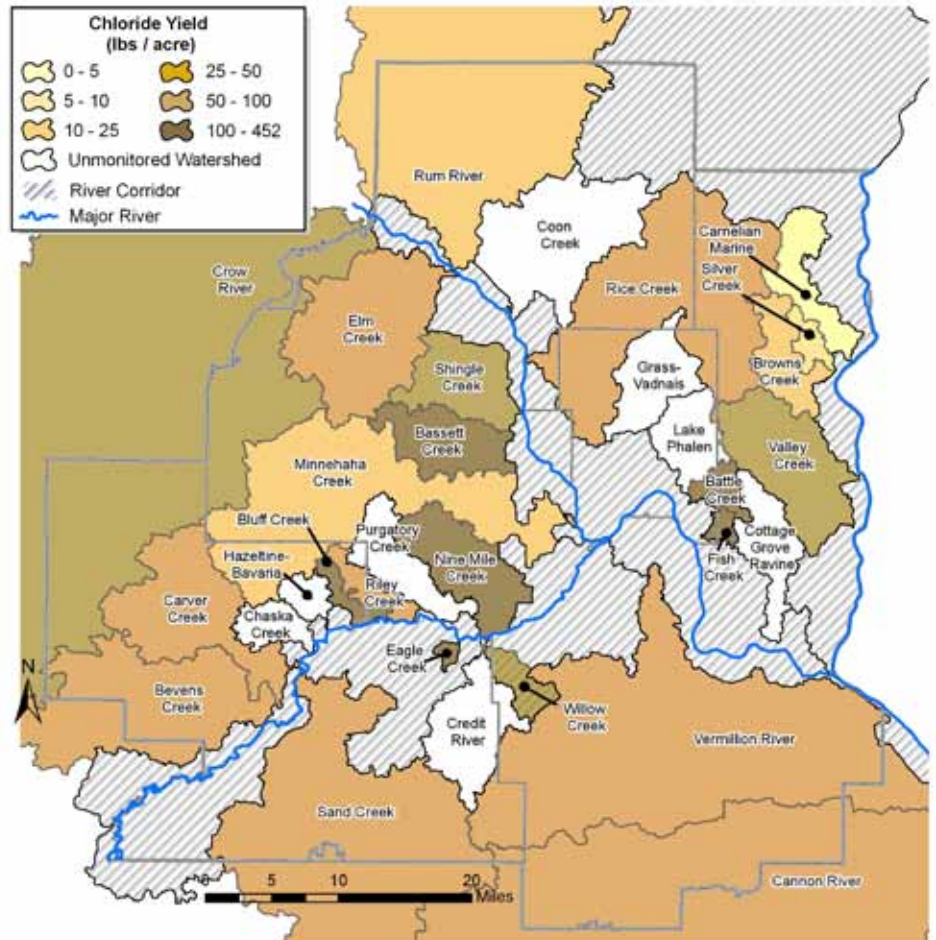 Chloride Yield
(lbs / acre)
0 - 5
25 - 50
5 - 10
50 - 100
10 - 25
100 - 452
Unmonitored Watershed
River Corridor
Major River
Rum River
Coon
Creek
Carnelian
Marine
Silver
Creek
Crow
River
Rice Creek
Elm
Creek
Shingle
Creek
Grass-
Vadnais
Browns
Creek
Bassett
Creek
Lake
Phalen
Valley
Creek
Minnehaha
Creek
Battle
Creek
Bluff Creek
Purgatory
Creek
Nine Mile
Creek
Cottage
Grove
Ravine
Hazeltine-
Bavaria
Fish
Creek
Riley
Creek
Carver
Creek
Chaska
Creek
Eagle
Creek
N
Bevens
Creek
Willow
Creek
Credit
River
Vermillion River
Sand Creek
Cannon River
0 5 10 20
Miles